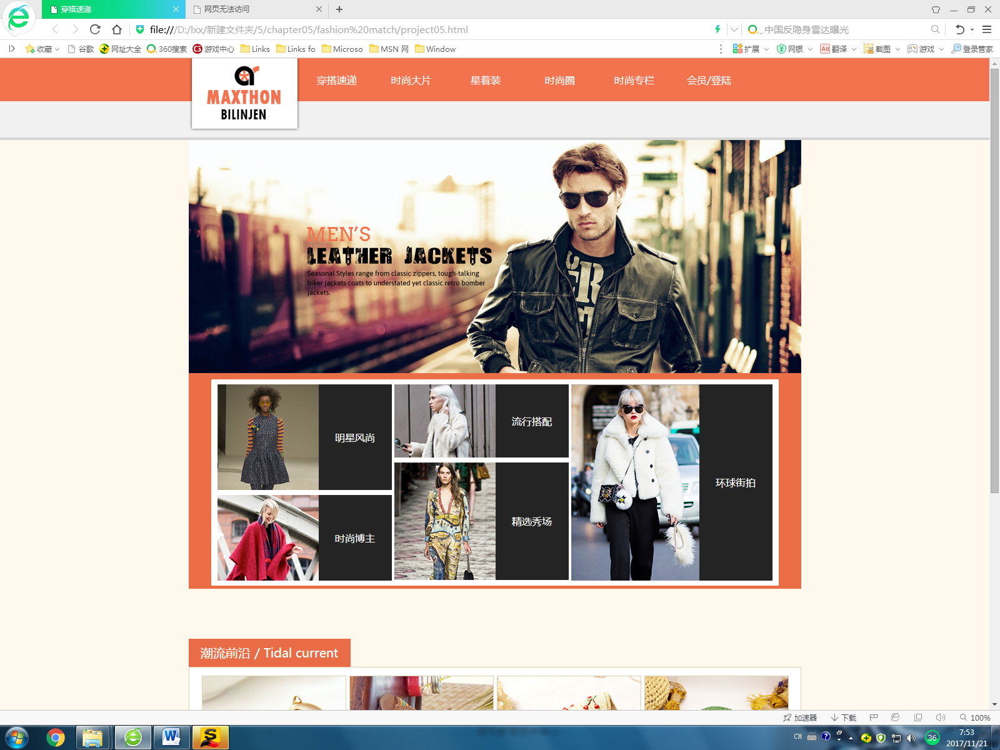 穿搭速递
网页无法访问
file:///D:/lxx/新建文件夹/5/chapter05/fashion%20match/project05.html
中国反隐身雷达曝光
收藏
谷歌
网址大全
360搜索
游戏中心
Links
Links fo
Microso
MSN 网
Window
扩展
网银
翻译
截图
游戏
登录管家
MAXTHON
BILINJEN
穿搭速递
时尚大片
星着装
时尚圈
时尚专栏
会员/登陆
MEN'S
LEATHER JACKETS
Seasonal Styles range from classic zippers, tough-talking
biker jackets coats to understated yet classic retro bomber
jackets.
明星风尚
流行搭配
环球街拍
时尚博主
精选秀场
潮流前沿 / Tidal current
加速器
下载
100%
CH
36
7:53
2017/11/21